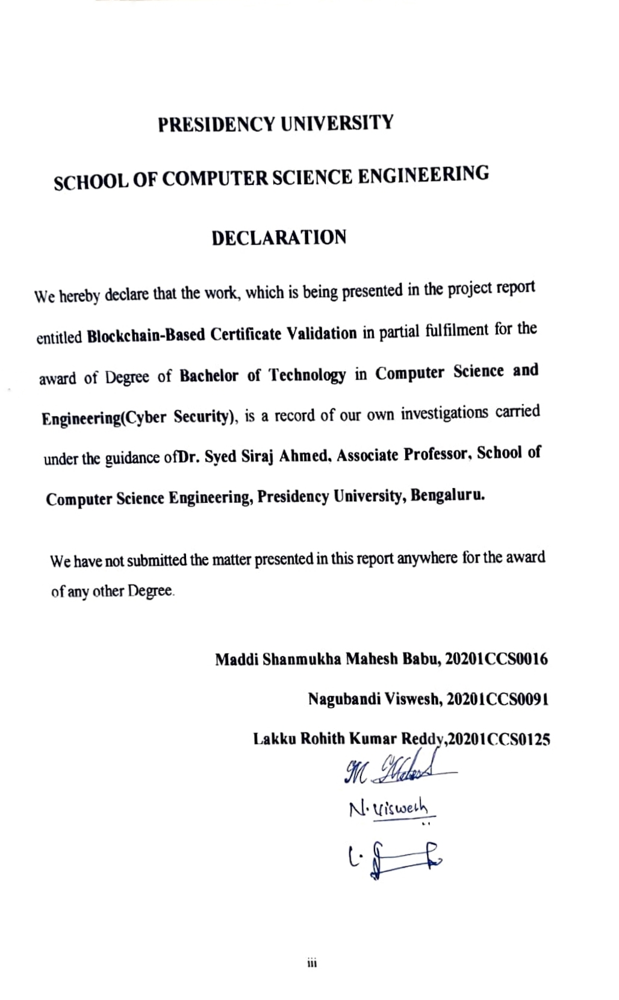 PRESIDENCY UNIVERSITY
SCHOOL OF COMPUTER SCIENCE ENGINEERING
DECLARATION
We hereby declare that the work, which is being presented in the project report
entitled Blockchain-Based Certificate Validation in partial fulfilment for the
award of Degree of Bachelor of Technology in Computer Science and
Engineering(Cyber Security), is a record of our own investigations carried
under the guidance ofDr. Syed Siraj Ahmed, Associate Professor, School of
Computer Science Engineering, Presidency University, Bengaluru.
We have not submitted the matter presented in this report anywhere for the award
of any other Degree.
Maddi Shanmukha Mahesh Babu, 20201CCS0016
Nagubandi Viswesh, 20201CCS0091
Lakku Rohith Kumar Reddy,20201CCS0125
M
N. Viswesh
L.
iii